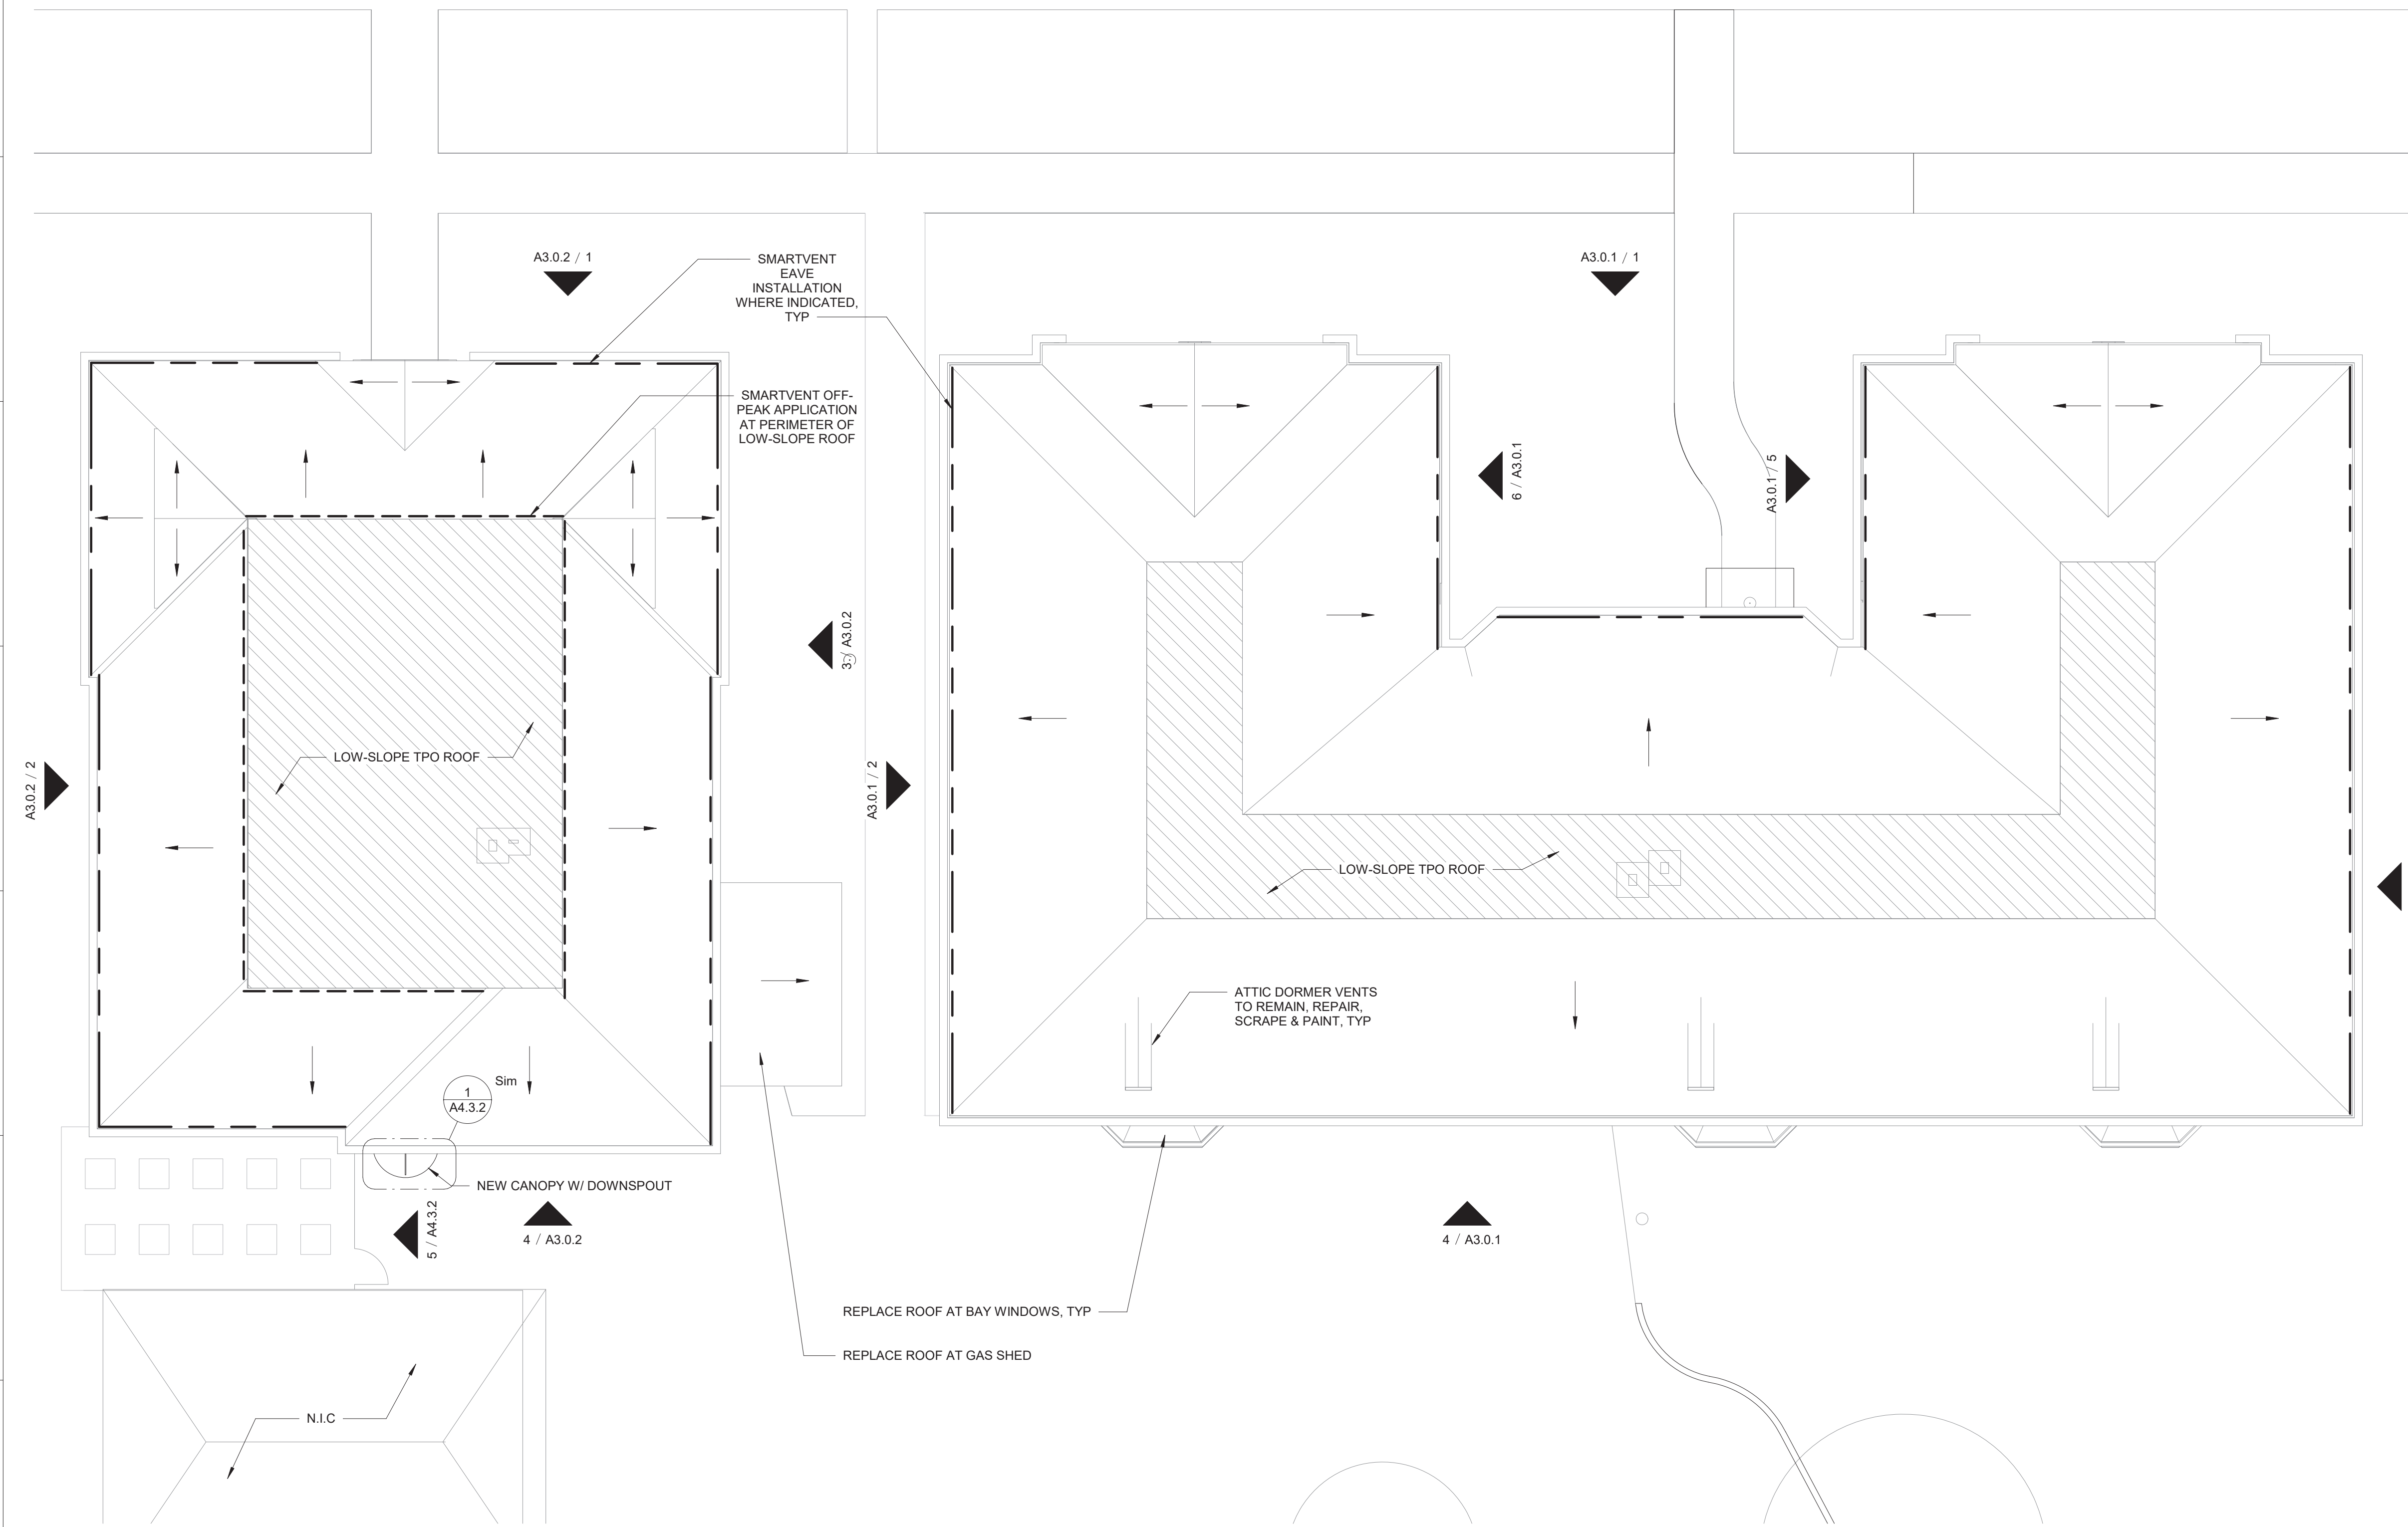 A3.0.2 / 1
SMARTVENT
EAVE
INSTALLATION
WHERE INDICATED,
TYP
A3.0.1 / 1
SMARTVENT OFF-
PEAK APPLICATION
AT PERIMETER OF
LOW-SLOPE ROOF
6 / A3.0.1
A3.0.1 / 5
3 / A3.0.2
A3.0.2 / 2
LOW-SLOPE TPO ROOF
A3.0.1 / 2
LOW-SLOPE TPO ROOF
ATTIC DORMER VENTS
TO REMAIN, REPAIR,
SCRAPE & PAINT, TYP
1
A4.3.2
Sim
NEW CANOPY W/ DOWNSPOUT
5 / A4.3.2
4 / A3.0.2
4 / A3.0.1
REPLACE ROOF AT BAY WINDOWS, TYP
REPLACE ROOF AT GAS SHED
N.I.C